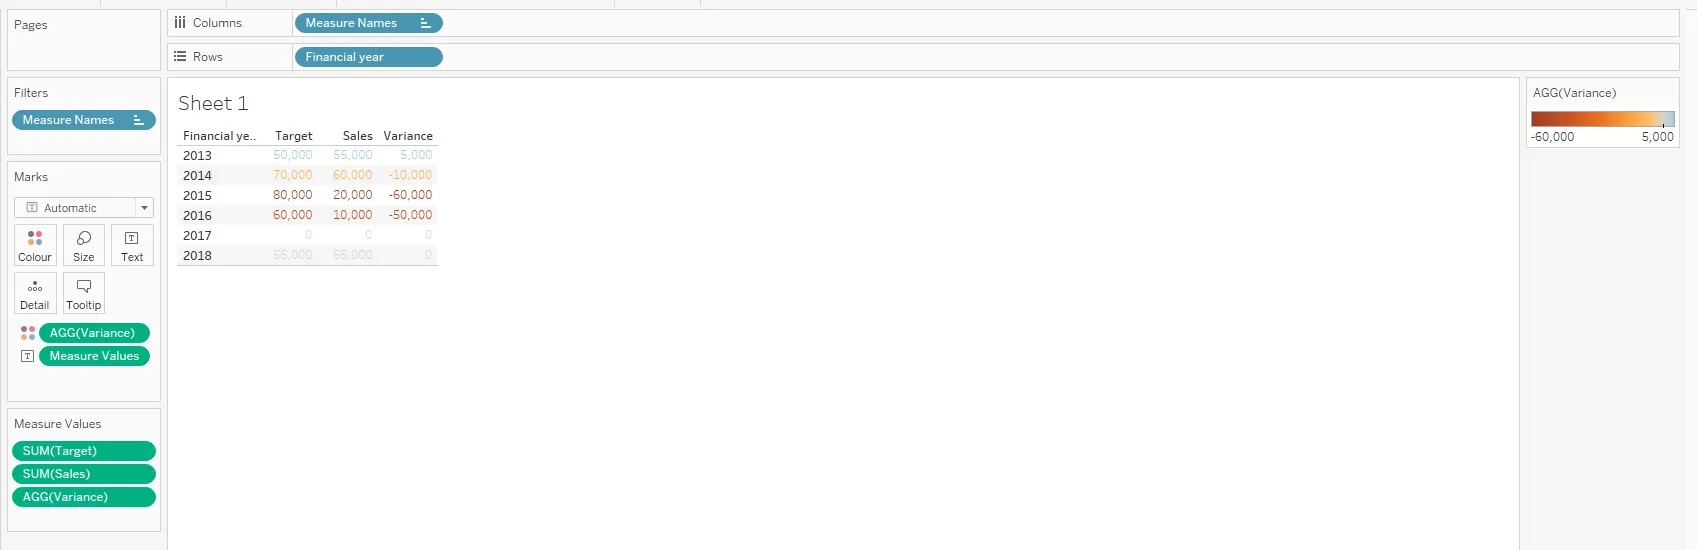 Pages
Columns Measure Names
Rows Financial year
Filters
Measure Names
Marks
Automatic
Colour Size Text
Detail Tooltip
AGG(Variance)
Measure Values
Measure Values
SUM(Target)
SUM(Sales)
AGG(Variance)
Sheet 1
Financial ye.. Target Sales Variance
2013 50,000 55,000 5,000
2014 70,000 60,000 -10,000
2015 80,000 20,000 -60,000
2016 60,000 10,000 -50,000
2017 0 0 0
2018 55,000 55,000 0
AGG(Variance)
-60,000 5,000